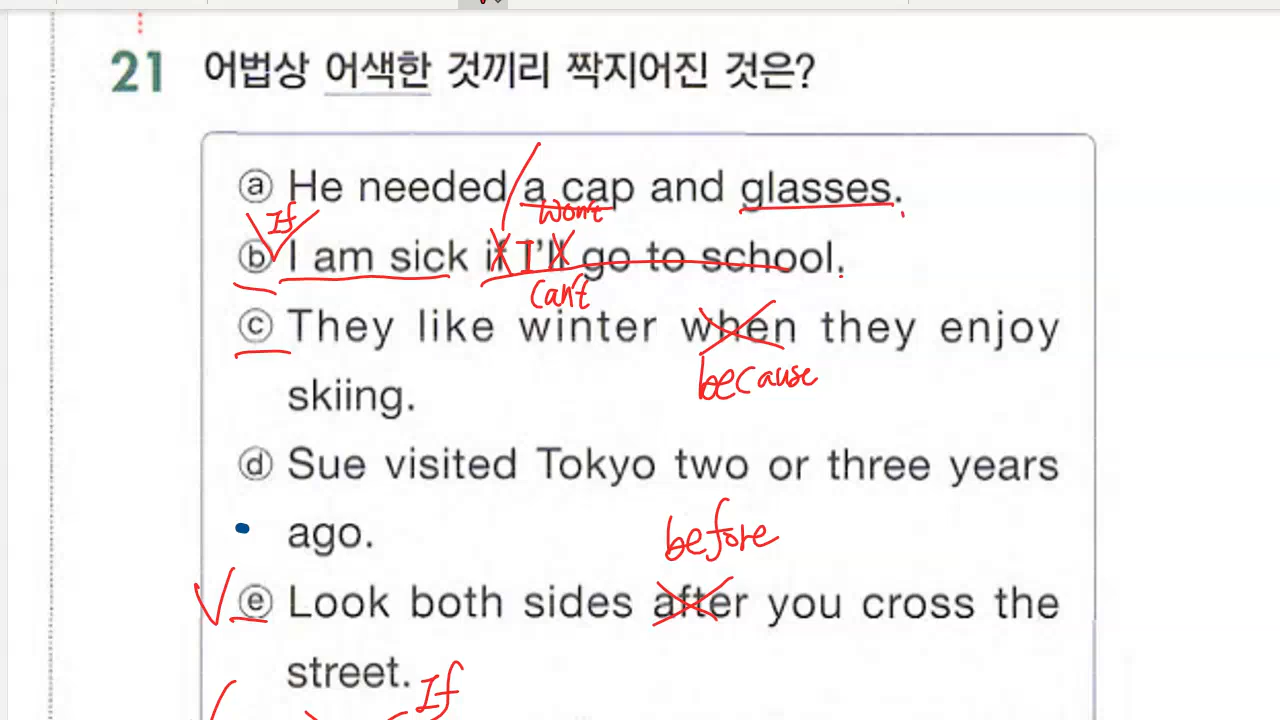 21 어법상 어색한 것끼리 짝지어진 것은?
ⓐ He needed a cap and glasses.
If
won't
ⓑ I am sick if I'll go to school.
can't
ⓒ They like winter when they enjoy
because
skiing.
ⓓ Sue visited Tokyo two or three years
ago.
before
ⓔ Look both sides after you cross the
street.
If